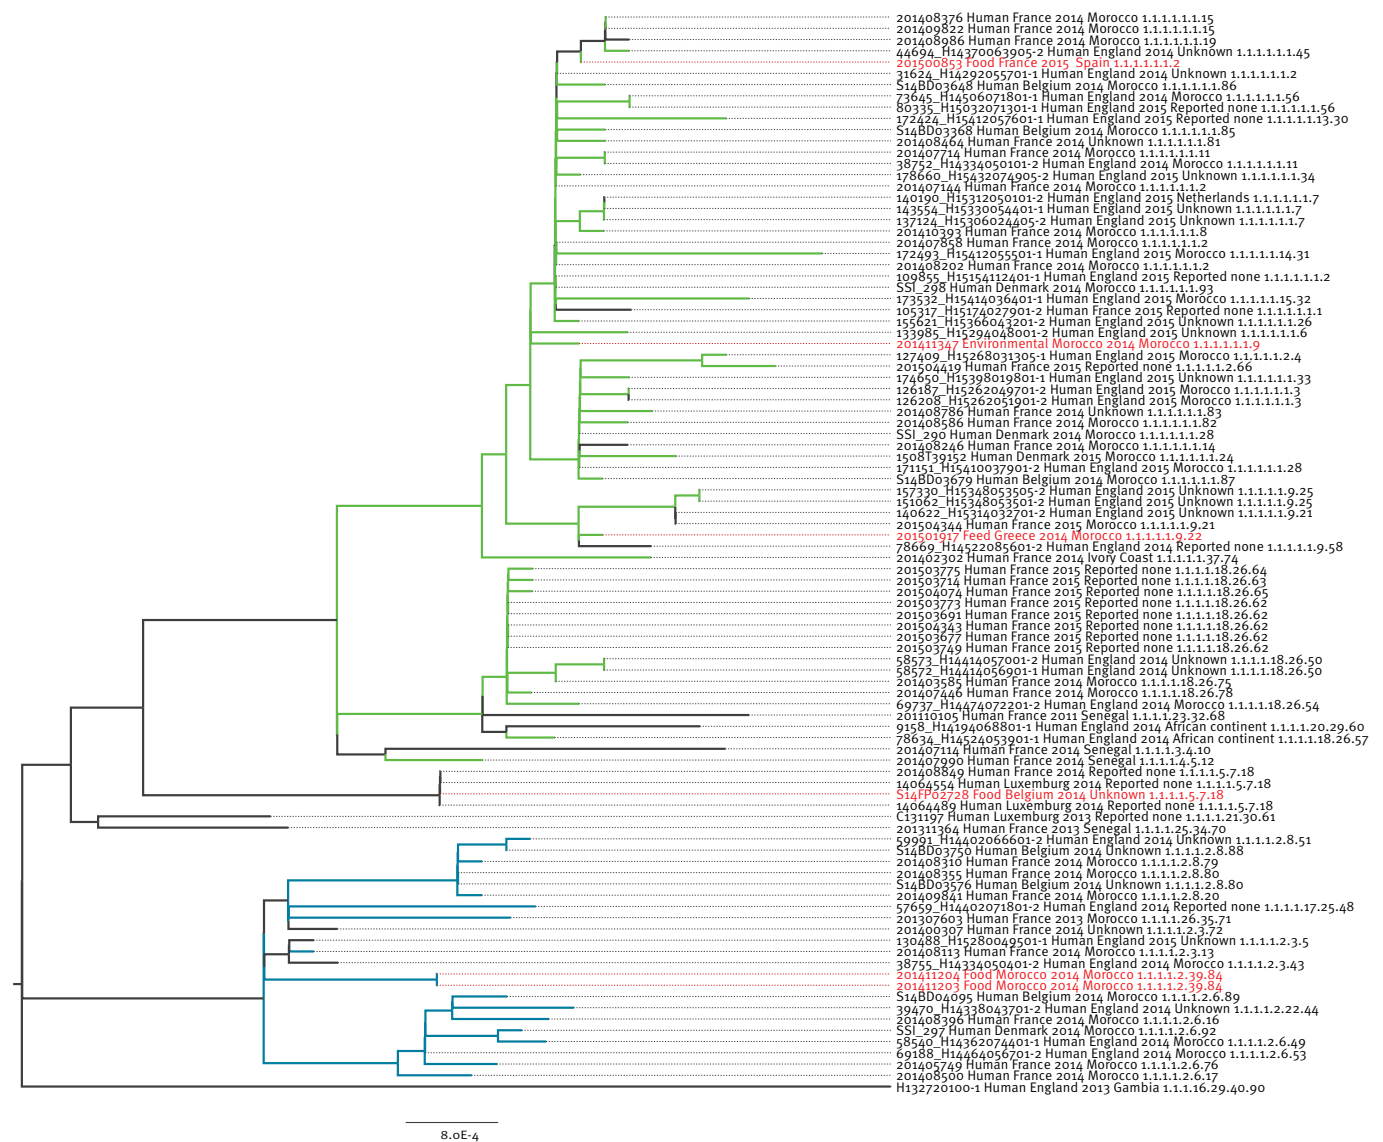 201408376 Human France 2014 Morocco 1.1.1.1.1.1.15
201409822 Human France 2014 Morocco 1.1.1.1.1.1.15
201408986 Human France 2014 Morocco 1.1.1.1.1.1.19
44694_H14370063905-2 Human England 2014 Unknown 1.1.1.1.1.1.45
201500853 Food France 2015  Spain 1.1.1.1.1.1.2
31624_H14292055701-1 Human England 2014 Unknown 1.1.1.1.1.1.2
S14BD03648 Human Belgium 2014 Morocco 1.1.1.1.1.1.86
73645_H14506071801-1 Human England 2014 Morocco 1.1.1.1.1.1.56
80335_H15032071301-1 Human England 2015 Reported none 1.1.1.1.1.1.56
172424_H15412057601-1 Human England 2015 Reported none 1.1.1.1.1.13.30
S14BD03368 Human Belgium 2014 Morocco 1.1.1.1.1.1.85
201408464 Human France 2014 Unknown 1.1.1.1.1.1.81
201407714 Human France 2014 Morocco 1.1.1.1.1.1.11
38752_H14334050101-2 Human England 2014 Morocco 1.1.1.1.1.1.11
178660_H15432074905-2 Human England 2015 Unknown 1.1.1.1.1.1.34
201407144 Human France 2014 Morocco 1.1.1.1.1.1.2
140190_H15312050101-2 Human England 2015 Netherlands 1.1.1.1.1.1.7
143554_H15330054401-1 Human England 2015 Unknown 1.1.1.1.1.1.7
137124_H15306024405-2 Human England 2015 Unknown 1.1.1.1.1.1.7
201410393 Human France 2014 Morocco 1.1.1.1.1.1.8
201407858 Human France 2014 Morocco 1.1.1.1.1.1.2
172493_H15412055501-1 Human England 2015 Morocco 1.1.1.1.1.14.31
201408202 Human France 2014 Morocco 1.1.1.1.1.1.2
109855_H15154112401-1 Human England 2015 Reported none 1.1.1.1.1.1.2
SSI_298 Human Denmark 2014 Morocco 1.1.1.1.1.1.93
173532_H15414036401-1 Human England 2015 Morocco 1.1.1.1.1.15.32
105317_H15174027901-2 Human France 2015 Reported none 1.1.1.1.1.1.1
155621_H15366043201-2 Human England 2015 Unknown 1.1.1.1.1.1.26
133985_H15294048001-2 Human England 2015 Unknown 1.1.1.1.1.1.6
201411347 Environmental Morocco 2014 Morocco 1.1.1.1.1.1.9
127409_H15268031305-1 Human England 2015 Morocco 1.1.1.1.1.2.4
201504419 Human France 2015 Reported none 1.1.1.1.1.2.66
174650_H15398019801-1 Human England 2015 Unknown 1.1.1.1.1.1.33
126187_H15262049701-2 Human England 2015 Morocco 1.1.1.1.1.1.3
126208_H15262051901-2 Human England 2015 Morocco 1.1.1.1.1.1.3
201408786 Human France 2014 Unknown 1.1.1.1.1.1.83
201408586 Human France 2014 Morocco 1.1.1.1.1.1.82
SSI_290 Human Denmark 2014 Morocco 1.1.1.1.1.1.28
201408246 Human France 2014 Morocco 1.1.1.1.1.1.14
1508T39152 Human Denmark 2015 Morocco 1.1.1.1.1.1.24
171151_H15410037901-2 Human England 2015 Morocco 1.1.1.1.1.1.28
S14BD03679 Human Belgium 2014 Morocco 1.1.1.1.1.1.87
157330_H15348053505-2 Human England 2015 Unknown 1.1.1.1.1.9.25
151062_H15348053501-2 Human England 2015 Unknown 1.1.1.1.1.9.25
140622_H15314032701-2 Human England 2015 Unknown 1.1.1.1.1.9.21
201504344 Human France 2015 Morocco 1.1.1.1.1.9.21
201501917 Feed Greece 2014 Morocco 1.1.1.1.1.9.22
78669_H14522085601-2 Human England 2014 Reported none 1.1.1.1.1.9.58
201402302 Human France 2014 Ivory Coast 1.1.1.1.1.37.74
201503775 Human France 2015 Reported none 1.1.1.1.18.26.64
201503714 Human France 2015 Reported none 1.1.1.1.18.26.63
201504074 Human France 2015 Reported none 1.1.1.1.18.26.65
201503773 Human France 2015 Reported none 1.1.1.1.18.26.62
201503691 Human France 2015 Reported none 1.1.1.1.18.26.62
201504343 Human France 2015 Reported none 1.1.1.1.18.26.62
201503677 Human France 2015 Reported none 1.1.1.1.18.26.62
201503749 Human France 2015 Reported none 1.1.1.1.18.26.62
58573_H14414057001-2 Human England 2014 Unknown 1.1.1.1.18.26.50
58572_H14414056901-1 Human England 2014 Unknown 1.1.1.1.18.26.50
201403585 Human France 2014 Morocco 1.1.1.1.18.26.75
201407446 Human France 2014 Morocco 1.1.1.1.18.26.78
69737_H14474072201-2 Human England 2014 Morocco 1.1.1.1.18.26.54
201110105 Human France 2011 Senegal 1.1.1.1.23.32.68
9158_H14194068801-1 Human England 2014 African continent 1.1.1.1.20.29.60
78634_H14524053901-1 Human England 2014 African continent 1.1.1.1.18.26.57
201407114 Human France 2014 Senegal 1.1.1.1.3.4.10
201407990 Human France 2014 Senegal 1.1.1.1.4.5.12
201408849 Human France 2014 Reported none 1.1.1.1.5.7.18
14064554 Human Luxemburg 2014 Reported none 1.1.1.1.5.7.18
S14FP02728 Food Belgium 2014 Unknown 1.1.1.1.5.7.18
14064489 Human Luxemburg 2014 Reported none 1.1.1.1.5.7.18
C131197 Human Luxemburg 2013 Reported none 1.1.1.1.21.30.61
201311364 Human France 2013 Senegal 1.1.1.1.25.34.70
59991_H14402066601-2 Human England 2014 Unknown 1.1.1.1.2.8.51
S14BD03750 Human Belgium 2014 Unknown 1.1.1.1.2.8.88
201408310 Human France 2014 Morocco 1.1.1.1.2.8.79
201408355 Human France 2014 Morocco 1.1.1.1.2.8.80
S14BD03576 Human Belgium 2014 Unknown 1.1.1.1.2.8.80
201409841 Human France 2014 Morocco 1.1.1.1.2.8.20
57659_H14402071801-2 Human England 2014 Reported none 1.1.1.1.17.25.48
201307603 Human France 2013 Morocco 1.1.1.1.26.35.71
201400307 Human France 2014 Unknown 1.1.1.1.2.3.72
130488_H15280049501-1 Human England 2015 Unknown 1.1.1.1.2.3.5
201408113 Human France 2014 Morocco 1.1.1.1.2.3.13
38755_H14334050401-2 Human England 2014 Morocco 1.1.1.1.2.3.43
201411204 Food Morocco 2014 Morocco 1.1.1.1.2.39.84
201411203 Food Morocco 2014 Morocco 1.1.1.1.2.39.84
S14BD04095 Human Belgium 2014 Morocco 1.1.1.1.2.6.89
39470_H14338043701-2 Human England 2014 Unknown 1.1.1.1.2.22.44
201408396 Human France 2014 Morocco 1.1.1.1.2.6.16
SSI_297 Human Denmark 2014 Morocco 1.1.1.1.2.6.92
58540_H14362074401-1 Human England 2014 Morocco 1.1.1.1.2.6.49
69188_H14464056701-2 Human England 2014 Morocco 1.1.1.1.2.6.53
201405749 Human France 2014 Morocco 1.1.1.1.2.6.76
201408500 Human France 2014 Morocco 1.1.1.1.2.6.17
H132720100-1 Human England 2013 Gambia 1.1.1.16.29.40.90
8.0E-4